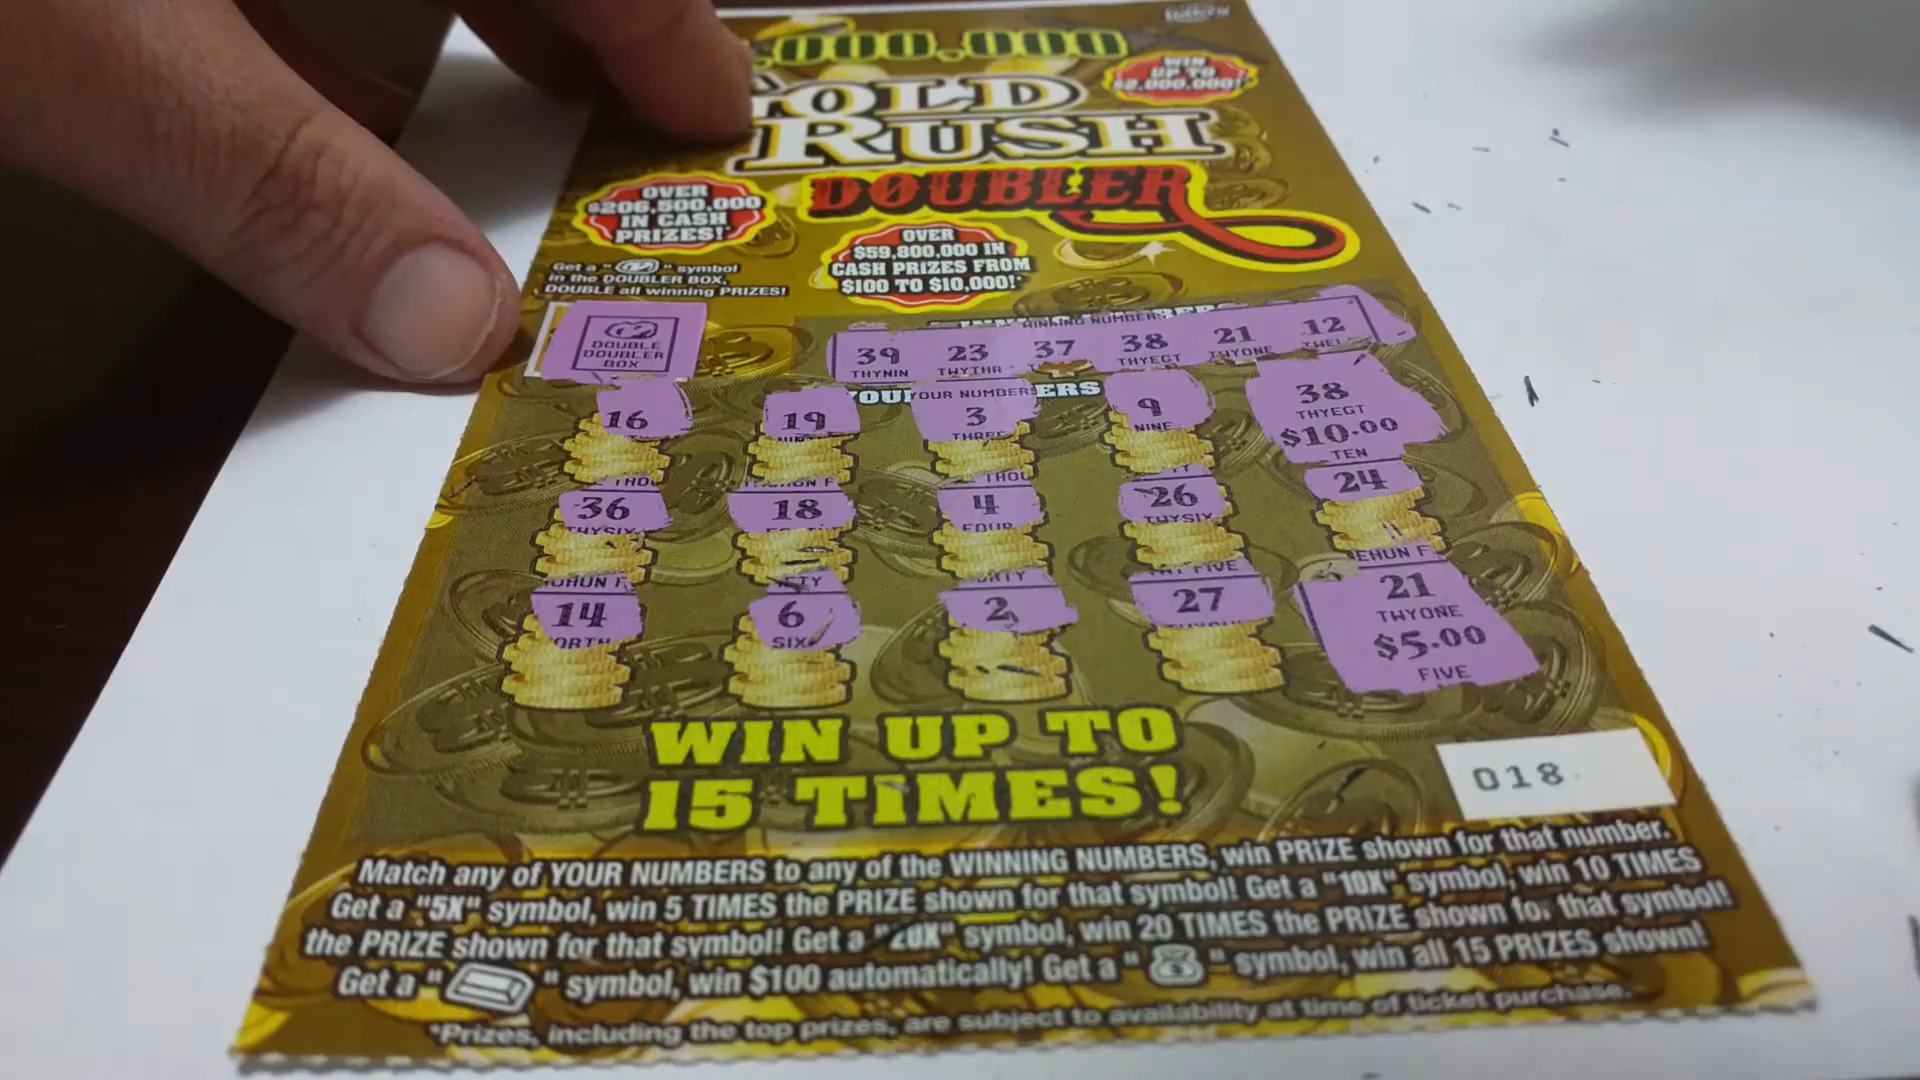 ,000,000
WIN
UP TO
$2,000,000!
OLD
RUSH
DOUBLER
OVER
$206,500,000
IN CASH
PRIZES!*
OVER
$59,800,000 IN
CASH PRIZES FROM
$100 TO $10,000!*
Get a " " symbol
in the DOUBLER BOX,
DOUBLE all winning PRIZES!
DOUBLE
DOUBLER
BOX
WINNING NUMBERS
39 23 37 38 21 12
THYNIN TWYTHR THYEGT TWYONE
YOUR NUMBERS
16 19 3 9 38
THREE NINE THYEGT
$10.00
TEN
36 18 4 26 24
THYSIX FOUR TWYSIX
14 6 2 27 21
SIX TWYONE
$5.00
FIVE
WIN UP TO
15 TIMES!
018
Match any of YOUR NUMBERS to any of the WINNING NUMBERS, win PRIZE shown for that number.
Get a "5X" symbol, win 5 TIMES the PRIZE shown for that symbol! Get a "10X" symbol, win 10 TIMES
the PRIZE shown for that symbol! Get a "20X" symbol, win 20 TIMES the PRIZE shown for that symbol!
Get a " " symbol, win $100 automatically! Get a " " symbol, win all 15 PRIZES shown!
*Prizes, including the top prizes, are subject to availability at time of ticket purchase.